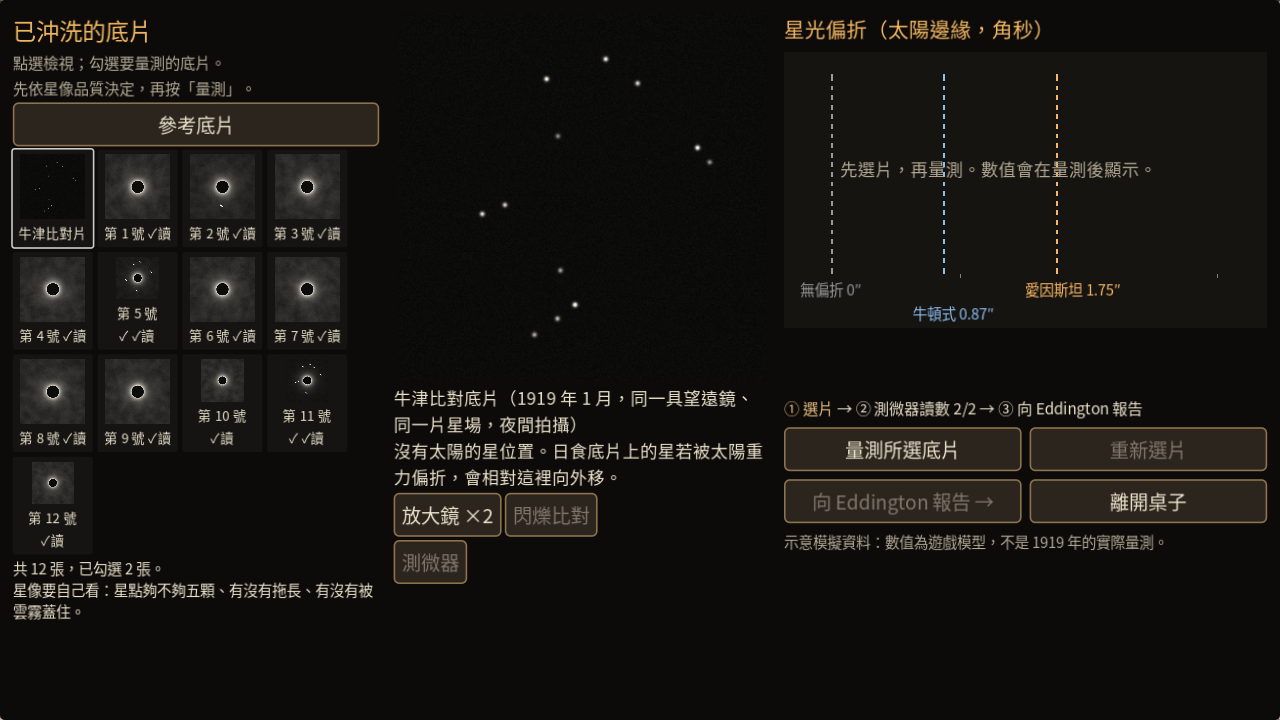 已沖洗的底片
點選檢視；勾選要量測的底片。
先依星像品質決定，再按「量測」。
參考底片
牛津比對片
第 1 號 ✓讀
第 2 號 ✓讀
第 3 號 ✓讀
第 4 號 ✓讀
第 5 號
✓ ✓讀
第 6 號 ✓讀
第 7 號 ✓讀
第 8 號 ✓讀
第 9 號 ✓讀
第 10 號
✓讀
第 11 號
✓ ✓讀
第 12 號
✓讀
共 12 張，已勾選 2 張。
星像要自己看：星點夠不夠五顆、有沒有拖長、有沒有被
雲霧蓋住。
牛津比對底片（1919 年 1 月，同一具望遠鏡、
同一片星場，夜間拍攝）
沒有太陽的星位置。日食底片上的星若被太陽重
力偏折，會相對這裡向外移。
放大鏡 ×2
閃爍比對
測微器
星光偏折（太陽邊緣，角秒）
先選片，再量測。數值會在量測後顯示。
無偏折 0″
愛因斯坦 1.75″
牛頓式 0.87″
① 選片 → ② 測微器讀數 2/2 → ③ 向 Eddington 報告
量測所選底片
重新選片
向 Eddington 報告 →
離開桌子
示意模擬資料：數值為遊戲模型，不是 1919 年的實際量測。